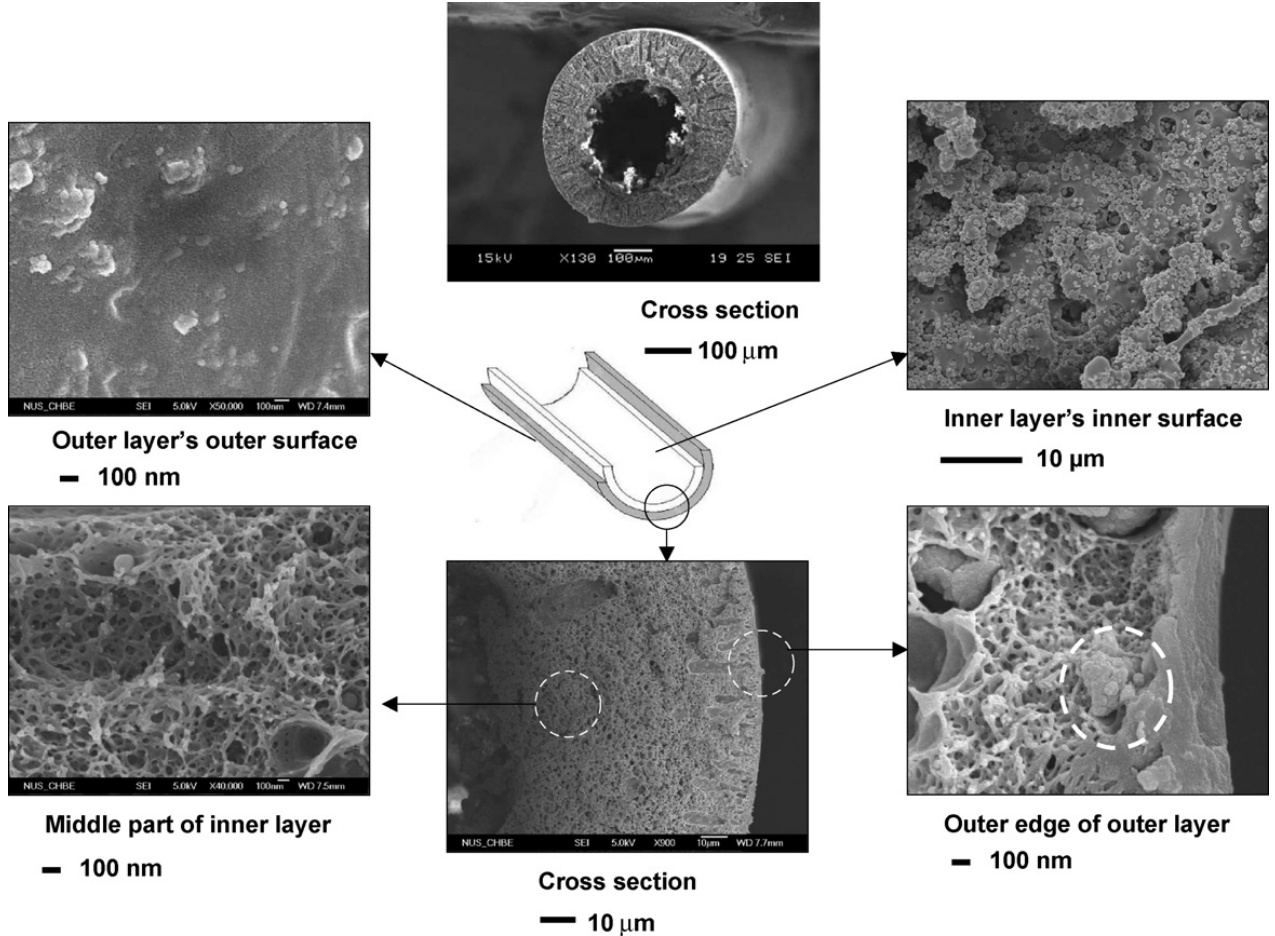 15kV X130 100μm 19 25 SEI
Cross section
100 μm
NUS_CHBE SEI 5.0kV X50,000 100nm WD 7.4mm
Outer layer's outer surface
100 nm
Inner layer's inner surface
10 μm
NUS_CHBE SEI 5.0kV X40,000 100nm WD 7.5mm
Middle part of inner layer
100 nm
NUS_CHBE SEI 5.0kV X900 10μm WD 7.7mm
Cross section
10 μm
Outer edge of outer layer
100 nm